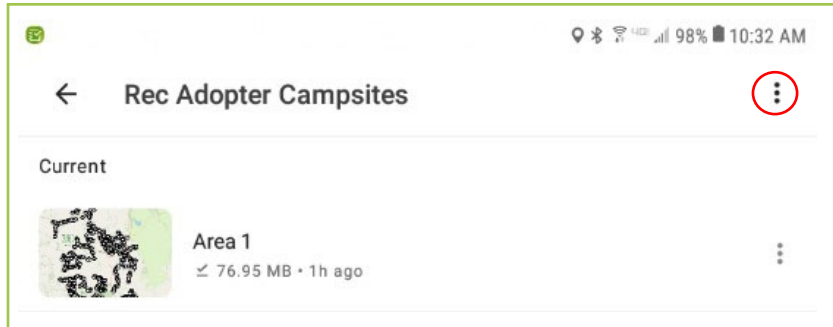 98% 10:32 AM
Rec Adopter Campsites
Current
Area 1
76.95 MB • 1h ago